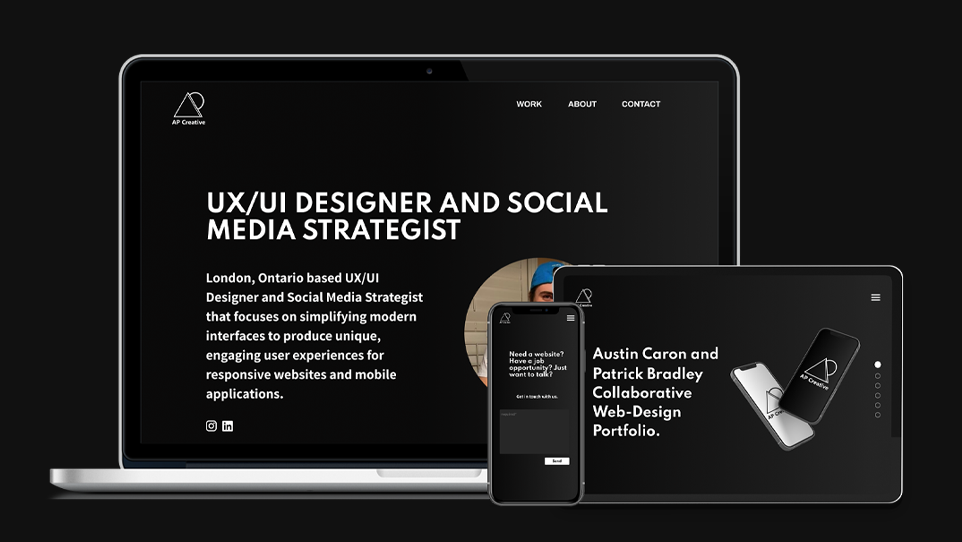 AP Creative
WORK ABOUT CONTACT
UX/UI DESIGNER AND SOCIAL
MEDIA STRATEGIST
London, Ontario based UX/UI
Designer and Social Media Strategist
that focuses on simplifying modern
interfaces to produce unique,
engaging user experiences for
responsive websites and mobile
applications.
Need a website?
Have a job
opportunity? Just
want to talk?
Get in touch with us.
Send
Austin Caron and
Patrick Bradley
Collaborative
Web-Design
Portfolio.
AP Creative